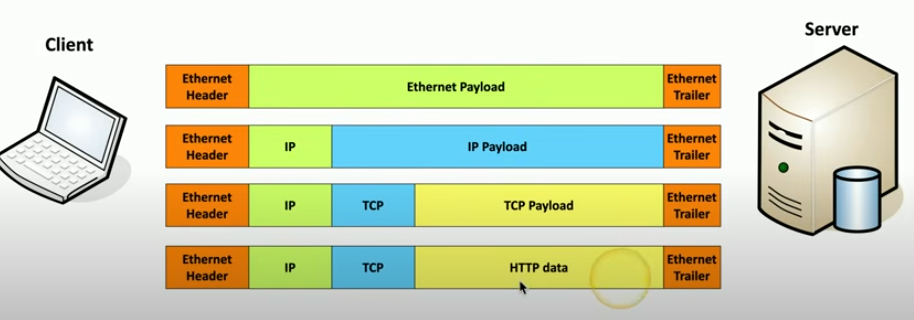 Client
Server
Ethernet
Header
Ethernet Payload
Ethernet
Trailer
Ethernet
Header
IP
IP Payload
Ethernet
Trailer
Ethernet
Header
IP
TCP
TCP Payload
Ethernet
Trailer
Ethernet
Header
IP
TCP
HTTP data
Ethernet
Trailer